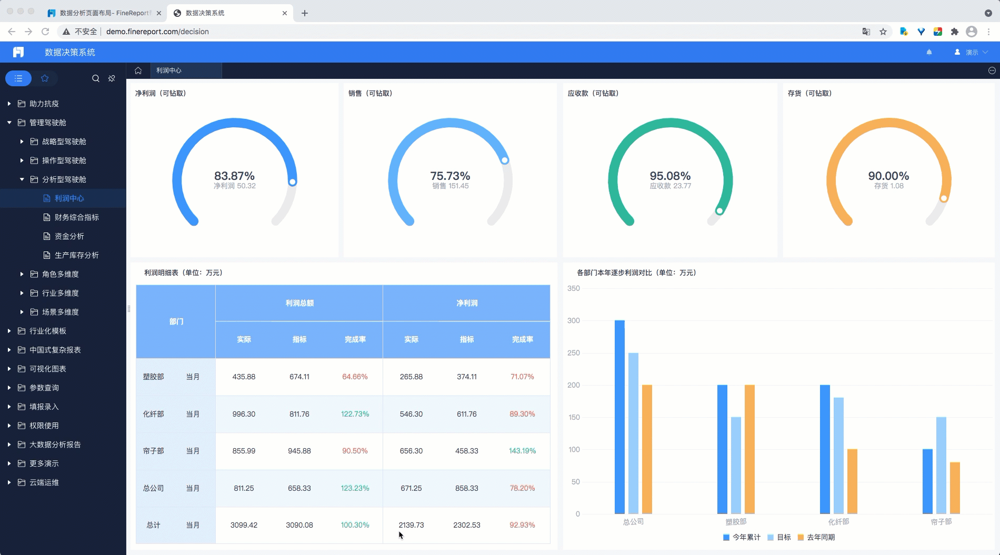 数据分析页面布局- FineReport
数据决策系统
不安全
demo.finereport.com/decision
数据决策系统
演示
利润中心
助力抗疫
管理驾驶舱
战略型驾驶舱
操作型驾驶舱
分析型驾驶舱
利润中心
财务综合指标
资金分析
生产库存分析
角色多维度
行业多维度
场景多维度
行业化模板
中国式复杂报表
可视化图表
参数查询
填报录入
权限使用
大数据分析报告
更多演示
云端运维
净利润（可钻取）
83.87%
净利润 50.32
销售（可钻取）
75.73%
销售 151.45
应收款（可钻取）
95.08%
应收款 23.77
存货（可钻取）
90.00%
存货 1.08
利润明细表（单位：万元）
部门 利润总额 净利润
实际 指标 完成率 实际 指标 完成率
塑胶部 当月 435.88 674.11 64.66% 265.88 374.11 71.07%
化纤部 当月 996.30 811.76 122.73% 546.30 611.76 89.30%
帘子部 当月 855.99 945.88 90.50% 656.30 458.33 143.19%
总公司 当月 811.25 658.33 123.23% 671.25 858.33 78.20%
总计 当月 3099.42 3090.08 100.30% 2139.73 2302.53 92.93%
各部门本年逐步利润对比（单位：万元）
350
300
250
200
150
100
50
0
总公司 塑胶部 化纤部 帘子部
今年累计 目标 去年同期